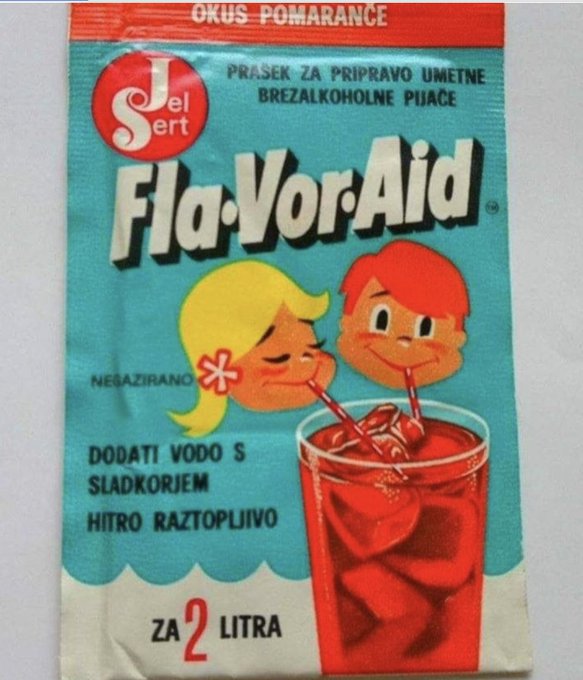 OKUS POMARANČE
Jel
Sert
PRAŠEK ZA PRIPRAVO UMETNE
BREZALKOHOLNE PIJAČE
Fla·Vor·Aid
TM
NEGAZIRANO
DODATI VODO S
SLADKORJEM
HITRO RAZTOPLJIVO
ZA 2 LITRA